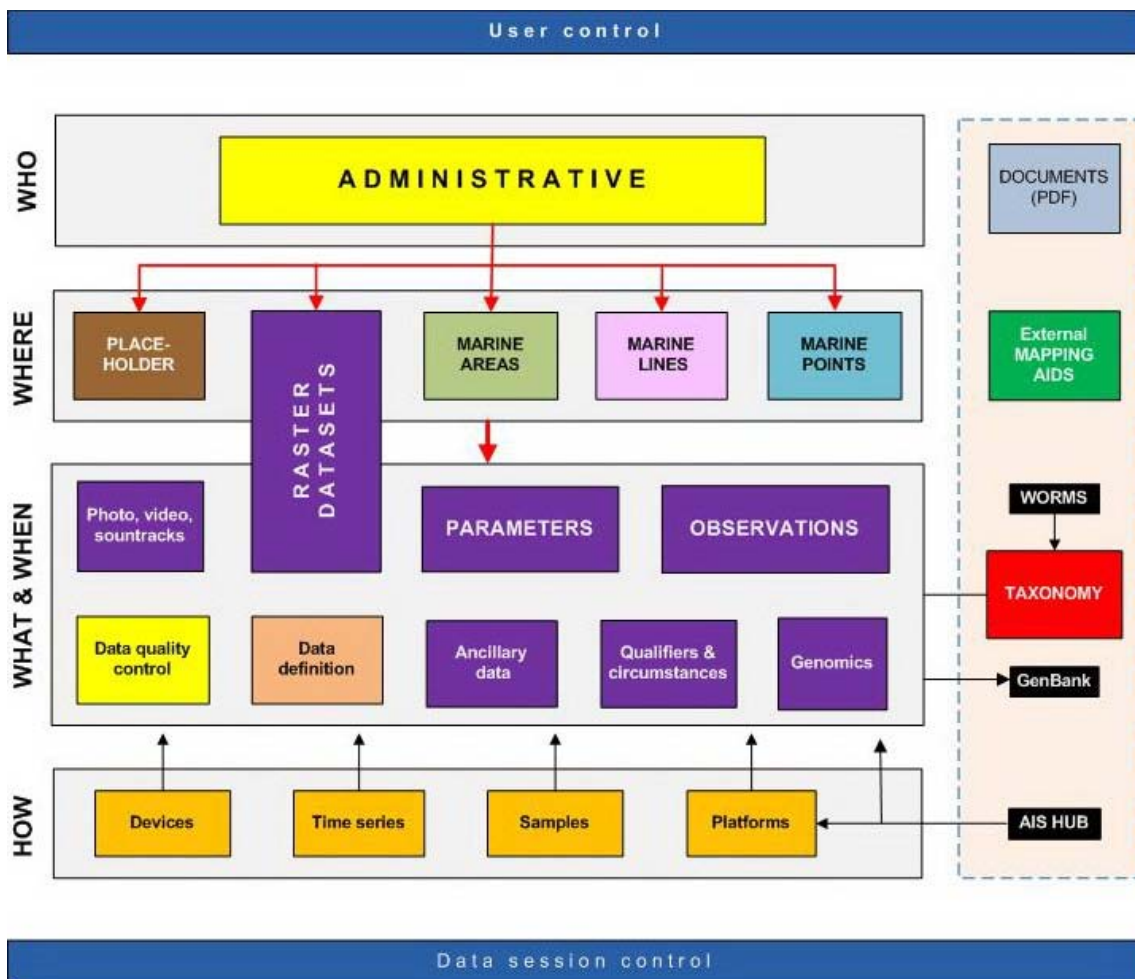 User control
WHO
ADMINISTRATIVE
DOCUMENTS
(PDF)
WHERE
PLACE-
HOLDER
RASTER
DATASETS
MARINE
AREAS
MARINE
LINES
MARINE
POINTS
External
MAPPING
AIDS
WHAT & WHEN
Photo, video,
sountracks
PARAMETERS
OBSERVATIONS
WORMS
TAXONOMY
Data quality
control
Data
definition
Ancillary
data
Qualifiers &
circumstances
Genomics
GenBank
HOW
Devices
Time series
Samples
Platforms
AIS HUB
Data session control